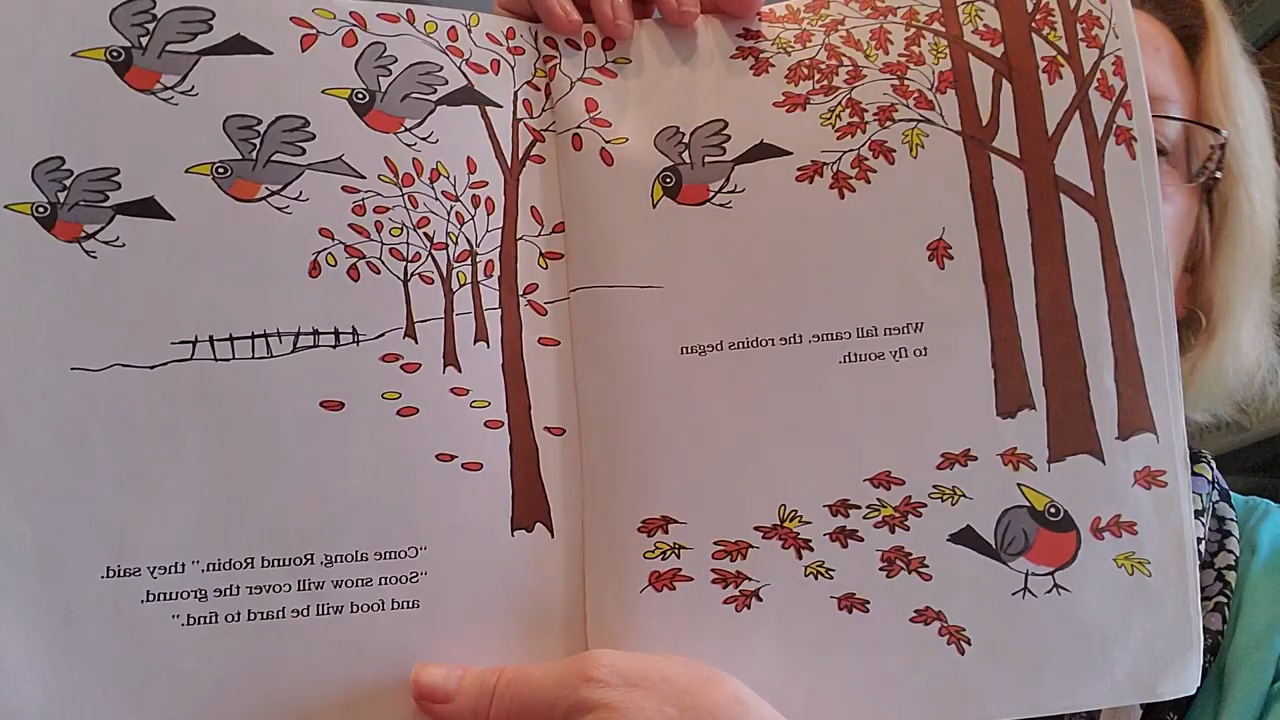 When fall came, the robins began
to fly south.
"Come along, Round Robin," they said.
"Soon snow will cover the ground,
and food will be hard to find."